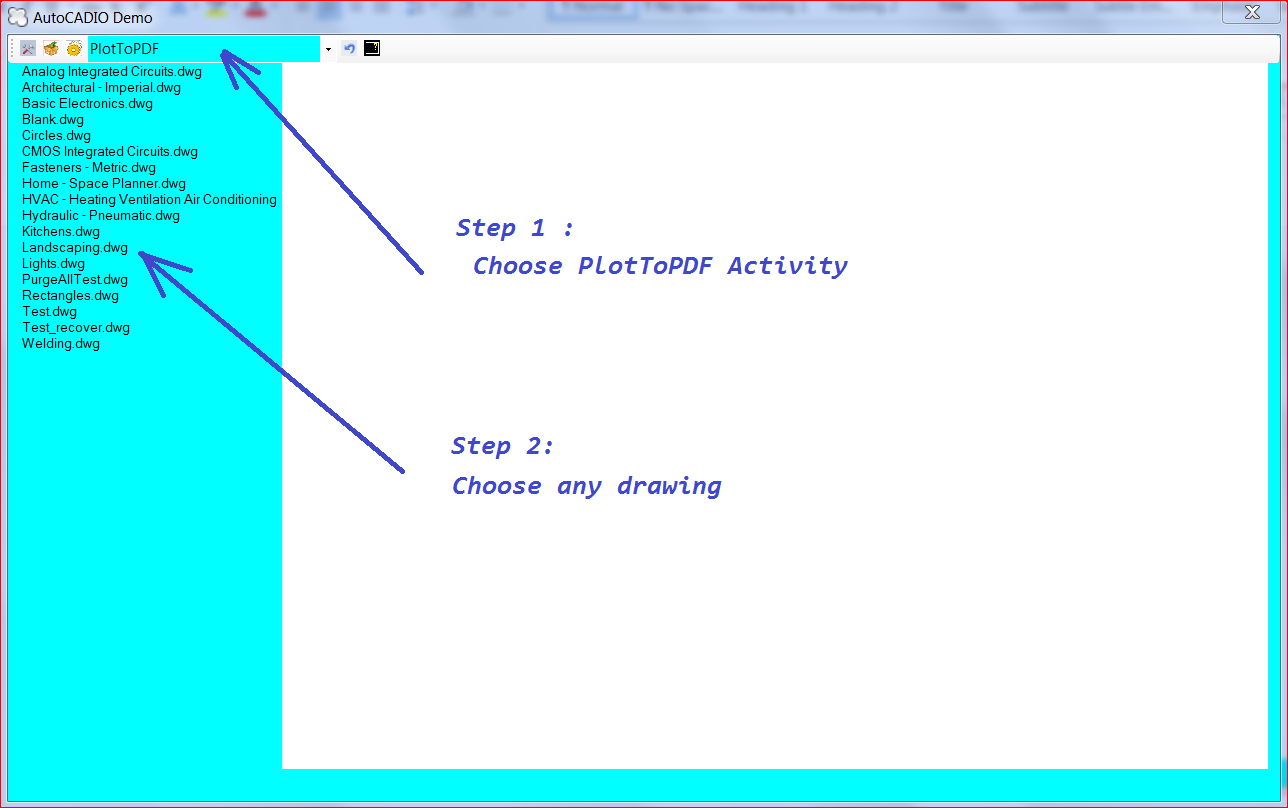 AutoCADIO Demo
PlotToPDF
Analog Integrated Circuits.dwg
Architectural - Imperial.dwg
Basic Electronics.dwg
Blank.dwg
Circles.dwg
CMOS Integrated Circuits.dwg
Fasteners - Metric.dwg
Home - Space Planner.dwg
HVAC - Heating Ventilation Air Conditioning
Hydraulic - Pneumatic.dwg
Kitchens.dwg
Landscaping.dwg
Lights.dwg
PurgeAllTest.dwg
Rectangles.dwg
Test.dwg
Test_recover.dwg
Welding.dwg
Step 1 :
Choose PlotToPDF Activity
Step 2:
Choose any drawing